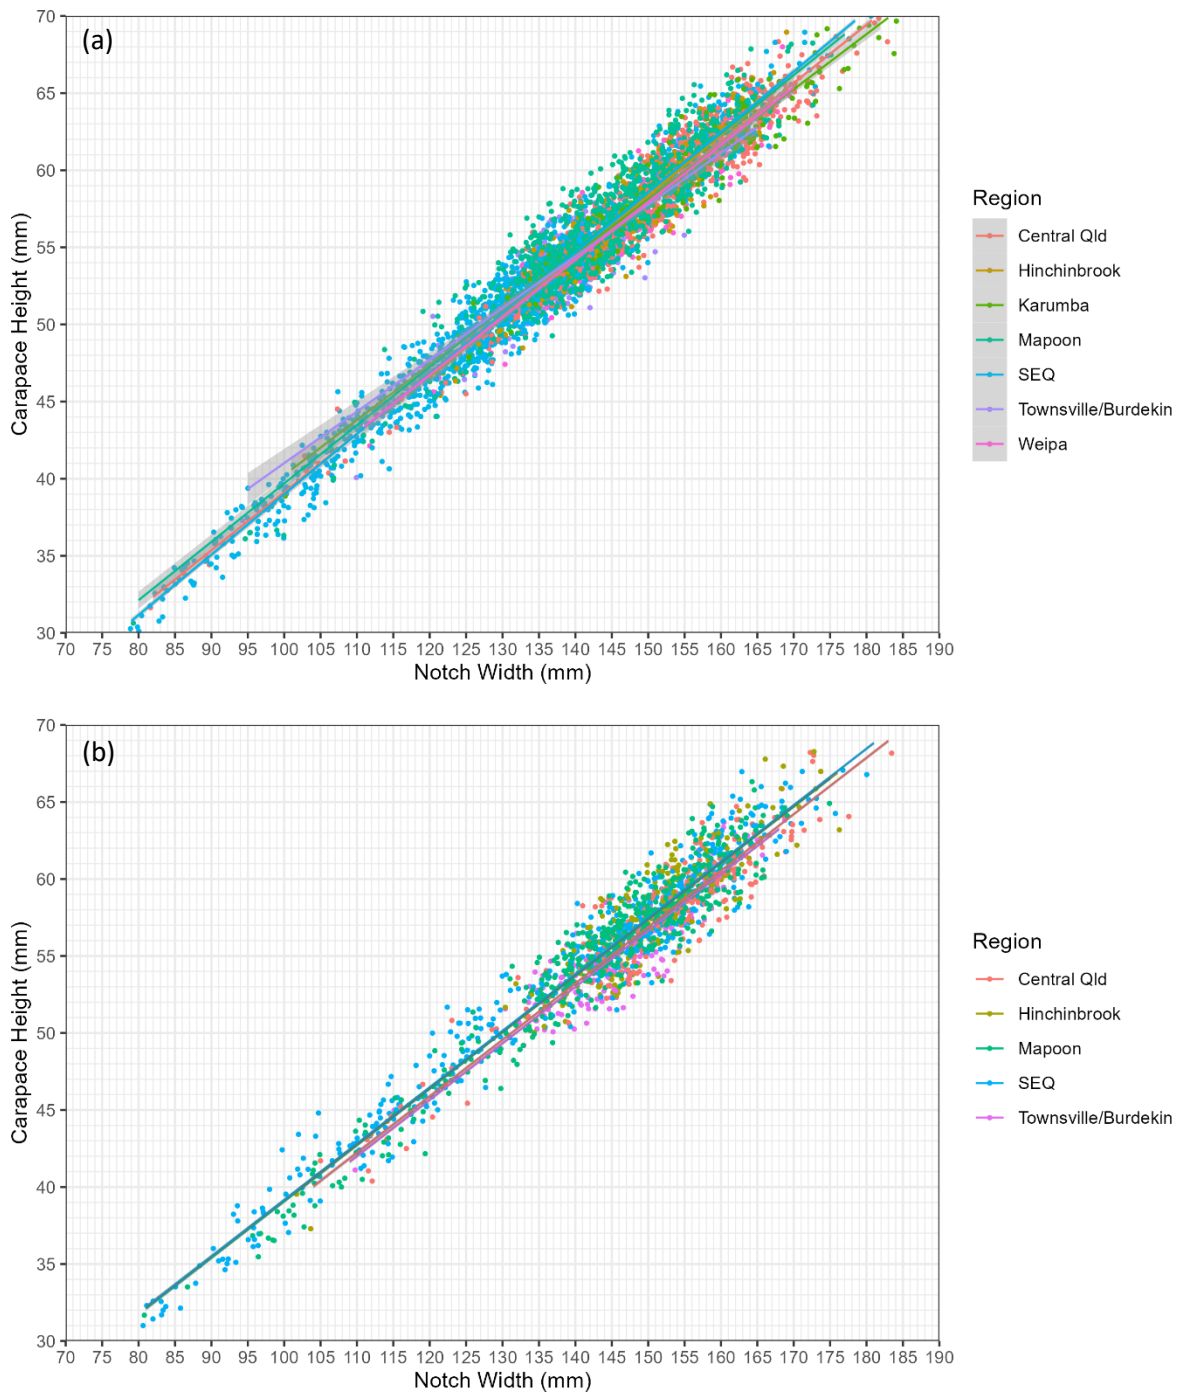 (a)
70
65
60
55
50
45
40
35
30
Carapace Height (mm)
70 75 80 85 90 95 100 105 110 115 120 125 130 135 140 145 150 155 160 165 170 175 180 185 190
Notch Width (mm)
Region
Central Qld
Hinchinbrook
Karumba
Mapoon
SEQ
Townsville/Burdekin
Weipa
(b)
70
65
60
55
50
45
40
35
30
Carapace Height (mm)
70 75 80 85 90 95 100 105 110 115 120 125 130 135 140 145 150 155 160 165 170 175 180 185 190
Notch Width (mm)
Region
Central Qld
Hinchinbrook
Mapoon
SEQ
Townsville/Burdekin